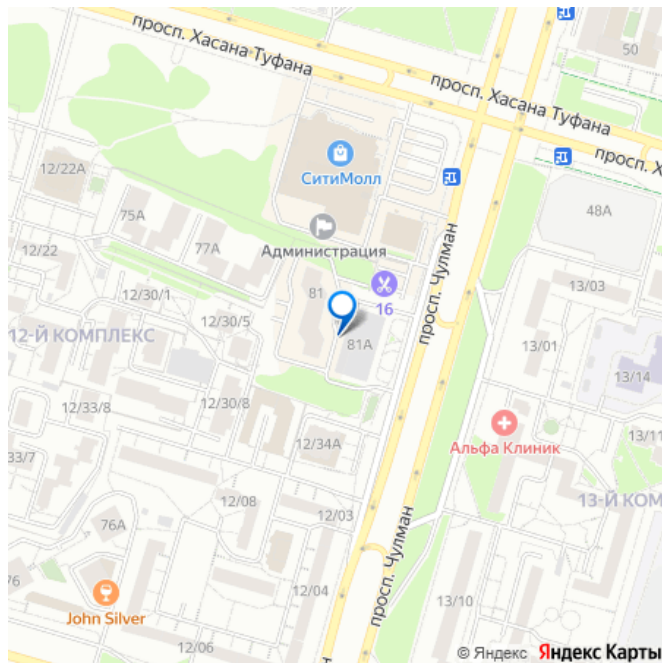 просп. Хасана Туфана
просп. Хасана Туфана
50
просп. Х
СитиМолл
12/22А
48А
75А
77А
12/22
Администрация
просп. Чулман
12/30/1
81
16
13/03
12/30/5
12-Й КОМПЛЕКС
81А
13/01
13/14
12/33/8
12/30/8
Альфа Клиник
33/7
12/34А
13/11
12/08
13-Й КОМ
76А
12/03
просп. Чулман
76
John Silver
12/04
13/10
12/06
© Яндекс Яндекс Карты